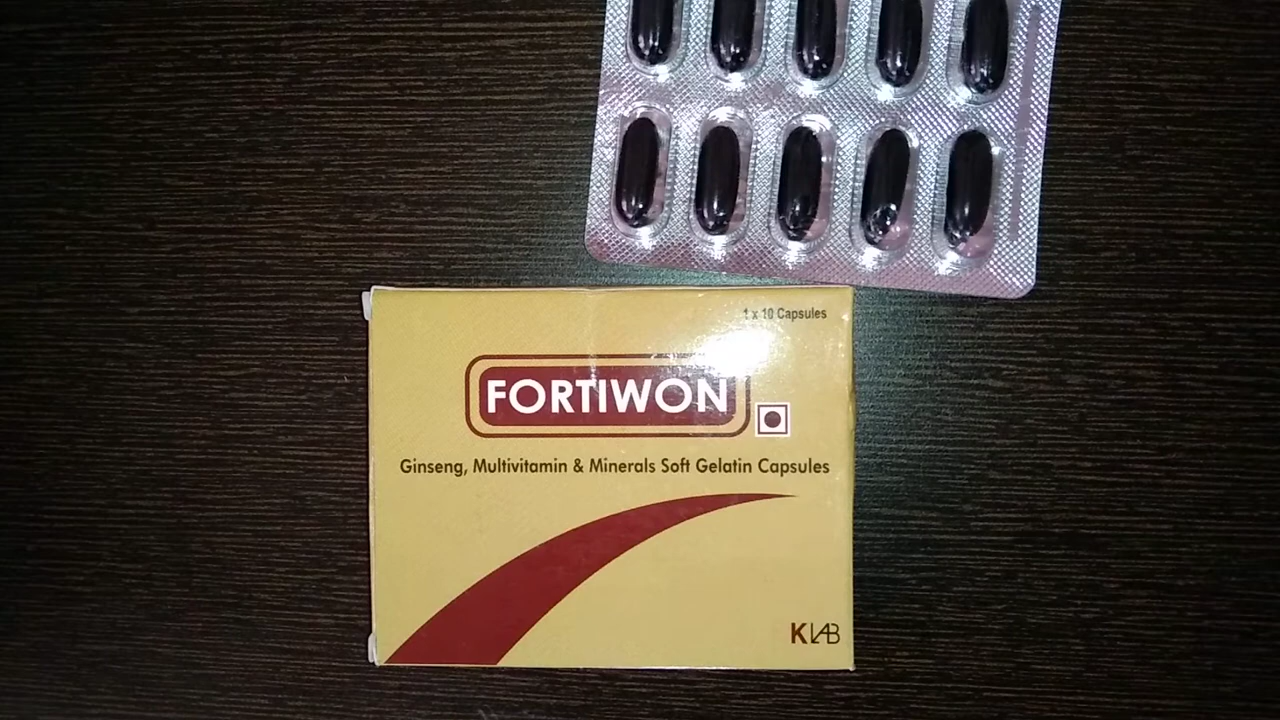 1 x 10 Capsules
FORTIWON
Ginseng, Multivitamin & Minerals Soft Gelatin Capsules
KLAB